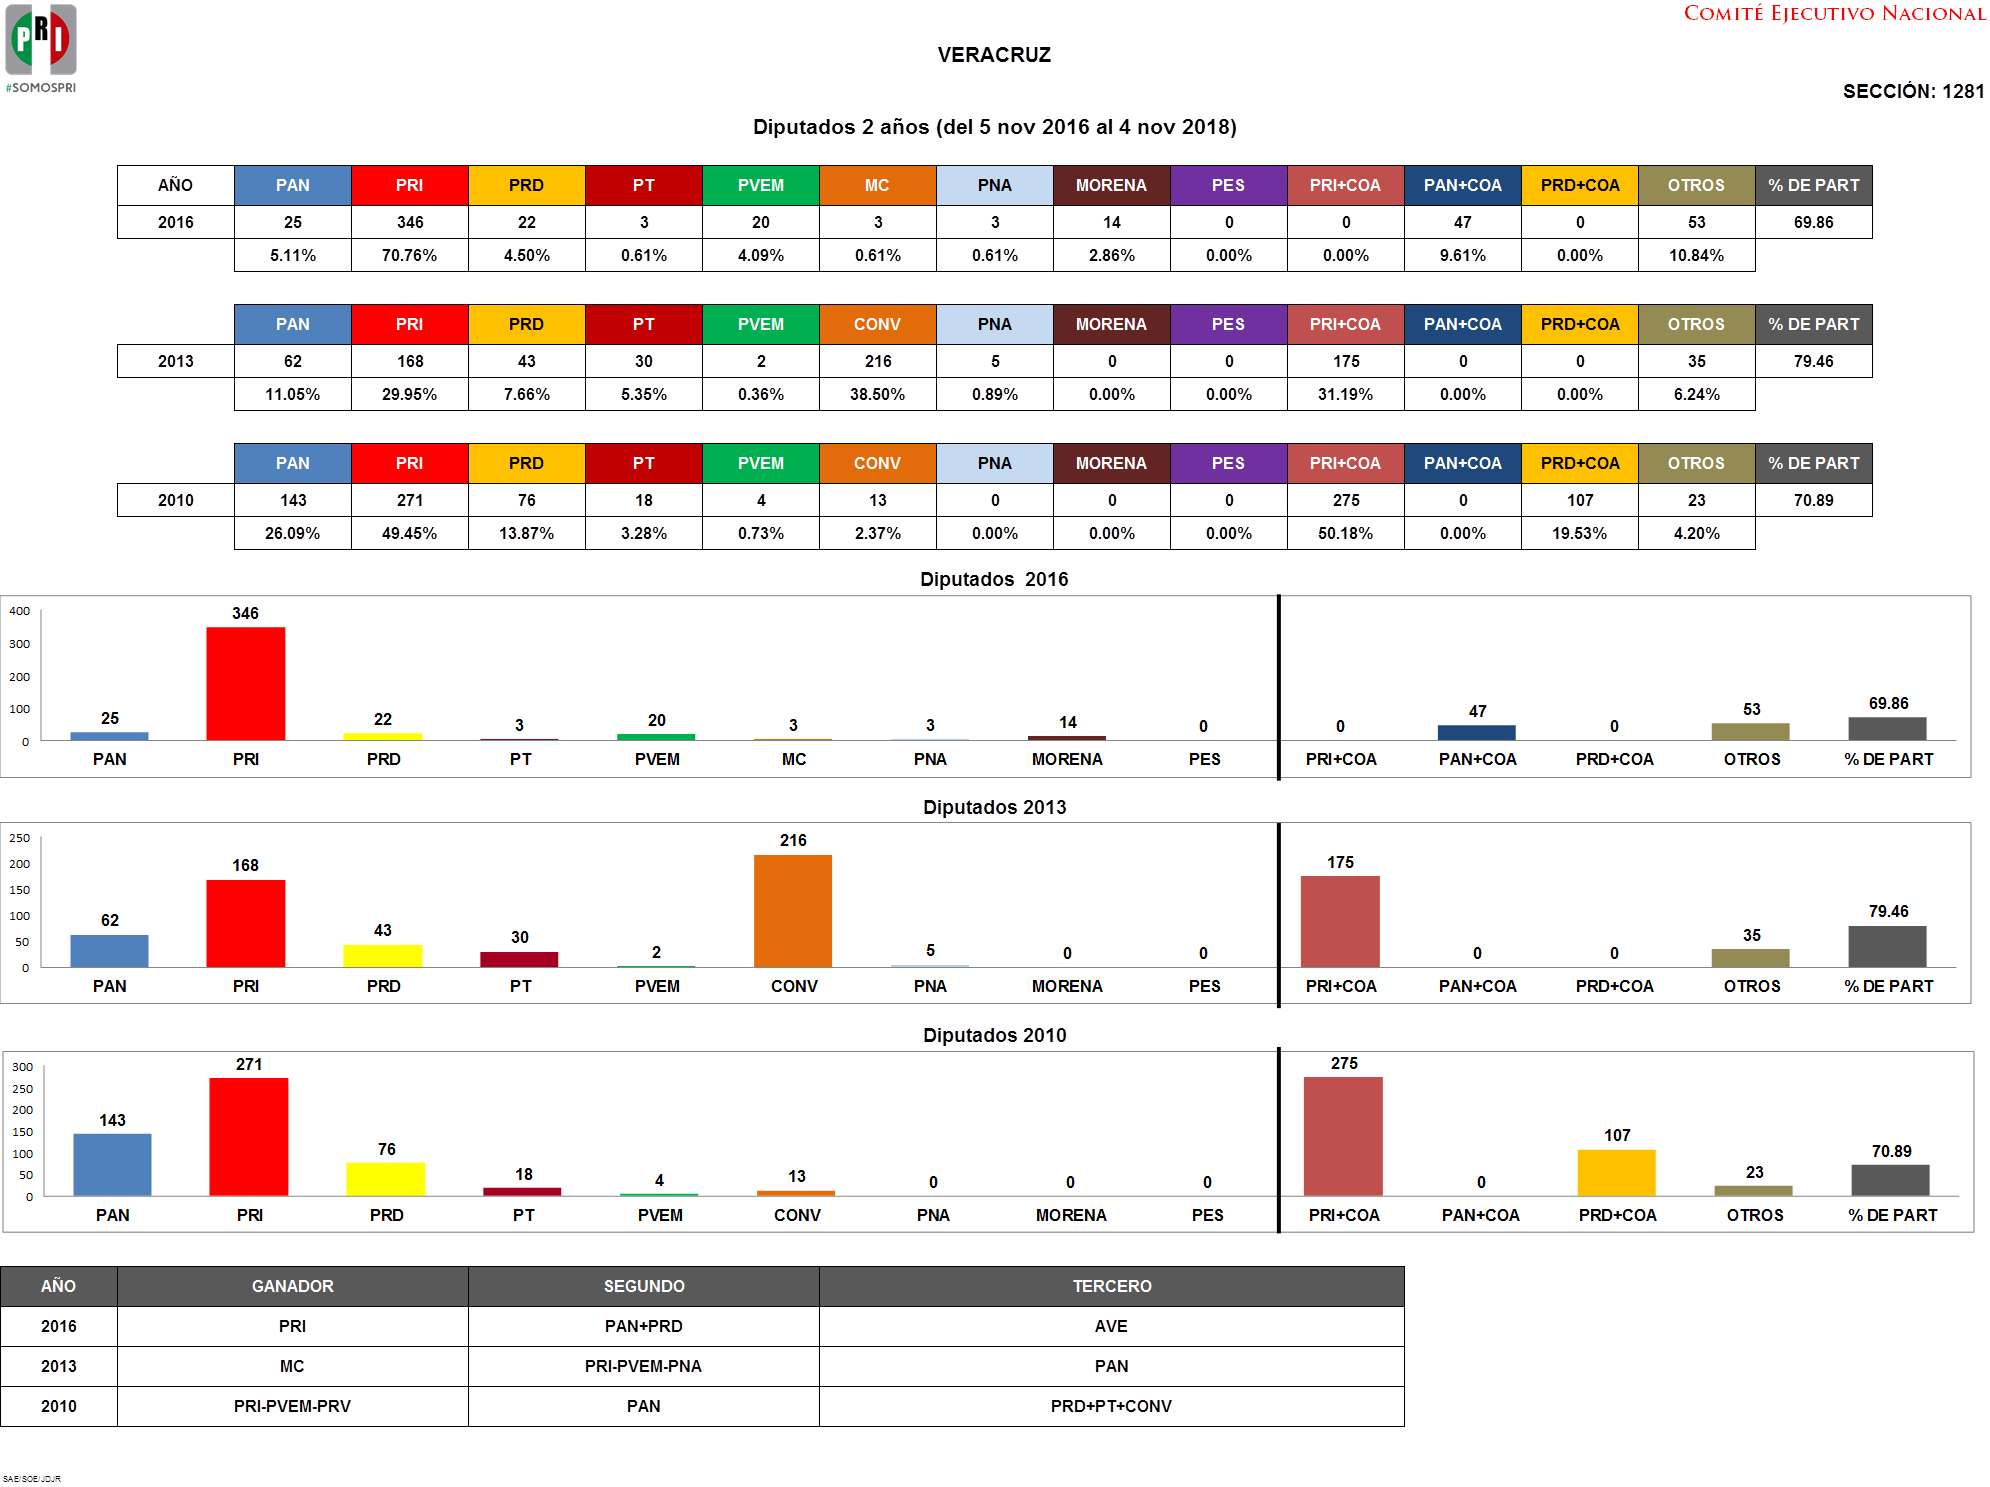 PRI
#SOMOSPRI
COMITÉ EJECUTIVO NACIONAL
VERACRUZ
SECCIÓN: 1281
Diputados 2 años (del 5 nov 2016 al 4 nov 2018)
AÑO PAN PRI PRD PT PVEM MC PNA MORENA PES PRI+COA PAN+COA PRD+COA OTROS % DE PART
2016 25 346 22 3 20 3 3 14 0 0 47 0 53 69.86
5.11% 70.76% 4.50% 0.61% 4.09% 0.61% 0.61% 2.86% 0.00% 0.00% 9.61% 0.00% 10.84%
PAN PRI PRD PT PVEM CONV PNA MORENA PES PRI+COA PAN+COA PRD+COA OTROS % DE PART
2013 62 168 43 30 2 216 5 0 0 175 0 0 35 79.46
11.05% 29.95% 7.66% 5.35% 0.36% 38.50% 0.89% 0.00% 0.00% 31.19% 0.00% 0.00% 6.24%
PAN PRI PRD PT PVEM CONV PNA MORENA PES PRI+COA PAN+COA PRD+COA OTROS % DE PART
2010 143 271 76 18 4 13 0 0 0 275 0 107 23 70.89
26.09% 49.45% 13.87% 3.28% 0.73% 2.37% 0.00% 0.00% 0.00% 50.18% 0.00% 19.53% 4.20%
Diputados 2016
400
300
200
100
0
25 346 22 3 20 3 3 14 0 0 47 0 53 69.86
PAN PRI PRD PT PVEM MC PNA MORENA PES PRI+COA PAN+COA PRD+COA OTROS % DE PART
Diputados 2013
250
200
150
100
50
0
62 168 43 30 2 216 5 0 0 175 0 0 35 79.46
PAN PRI PRD PT PVEM CONV PNA MORENA PES PRI+COA PAN+COA PRD+COA OTROS % DE PART
Diputados 2010
300
250
200
150
100
50
0
143 271 76 18 4 13 0 0 0 275 0 107 23 70.89
PAN PRI PRD PT PVEM CONV PNA MORENA PES PRI+COA PAN+COA PRD+COA OTROS % DE PART
AÑO GANADOR SEGUNDO TERCERO
2016 PRI PAN+PRD AVE
2013 MC PRI-PVEM-PNA PAN
2010 PRI-PVEM-PRV PAN PRD+PT+CONV
SAE/SOE/JDJR